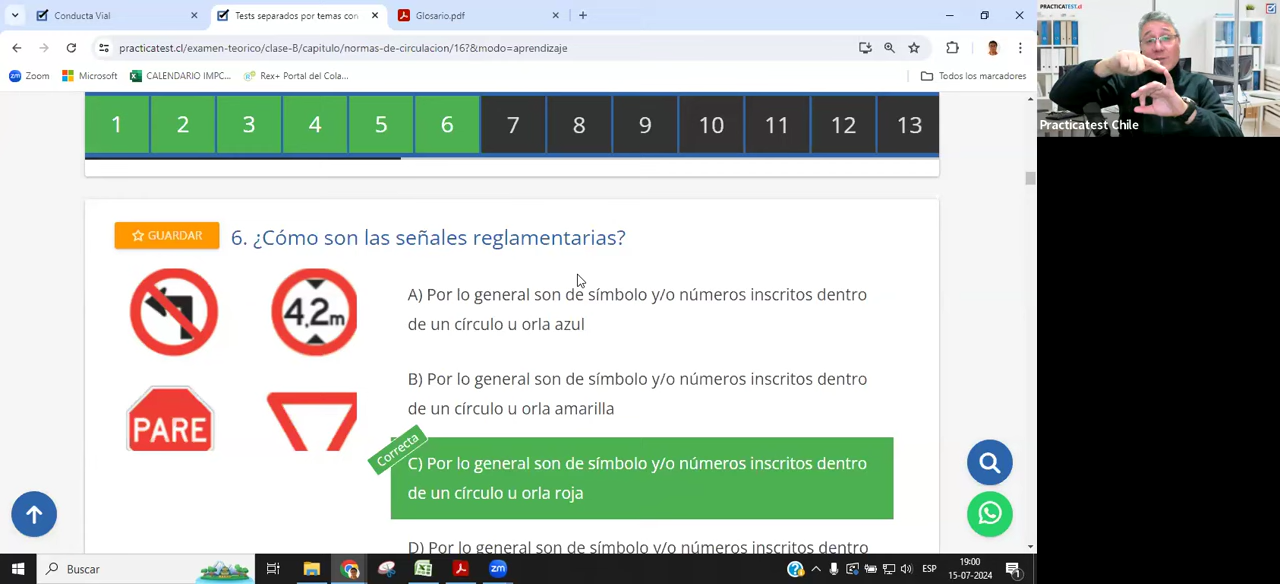 Conducta Vial
Tests separados por temas con
Glosario.pdf
practicatest.cl/examen-teorico/clase-B/capitulo/normas-de-circulacion/16?&modo=aprendizaje
Zoom
Microsoft
CALENDARIO IMPC...
Rex+ Portal del Cola...
Todos los marcadores
PRACTICATEST.cl
Practicatest Chile
1 2 3 4 5 6 7 8 9 10 11 12 13
GUARDAR
6. ¿Cómo son las señales reglamentarias?
4,2m
PARE
A) Por lo general son de símbolo y/o números inscritos dentro
de un círculo u orla azul
B) Por lo general son de símbolo y/o números inscritos dentro
de un círculo u orla amarilla
Correcta
C) Por lo general son de símbolo y/o números inscritos dentro
de un círculo u orla roja
D) Por lo general son de símbolo y/o números inscritos dentro
Buscar
zm
ESP
19:00
15-07-2024
1